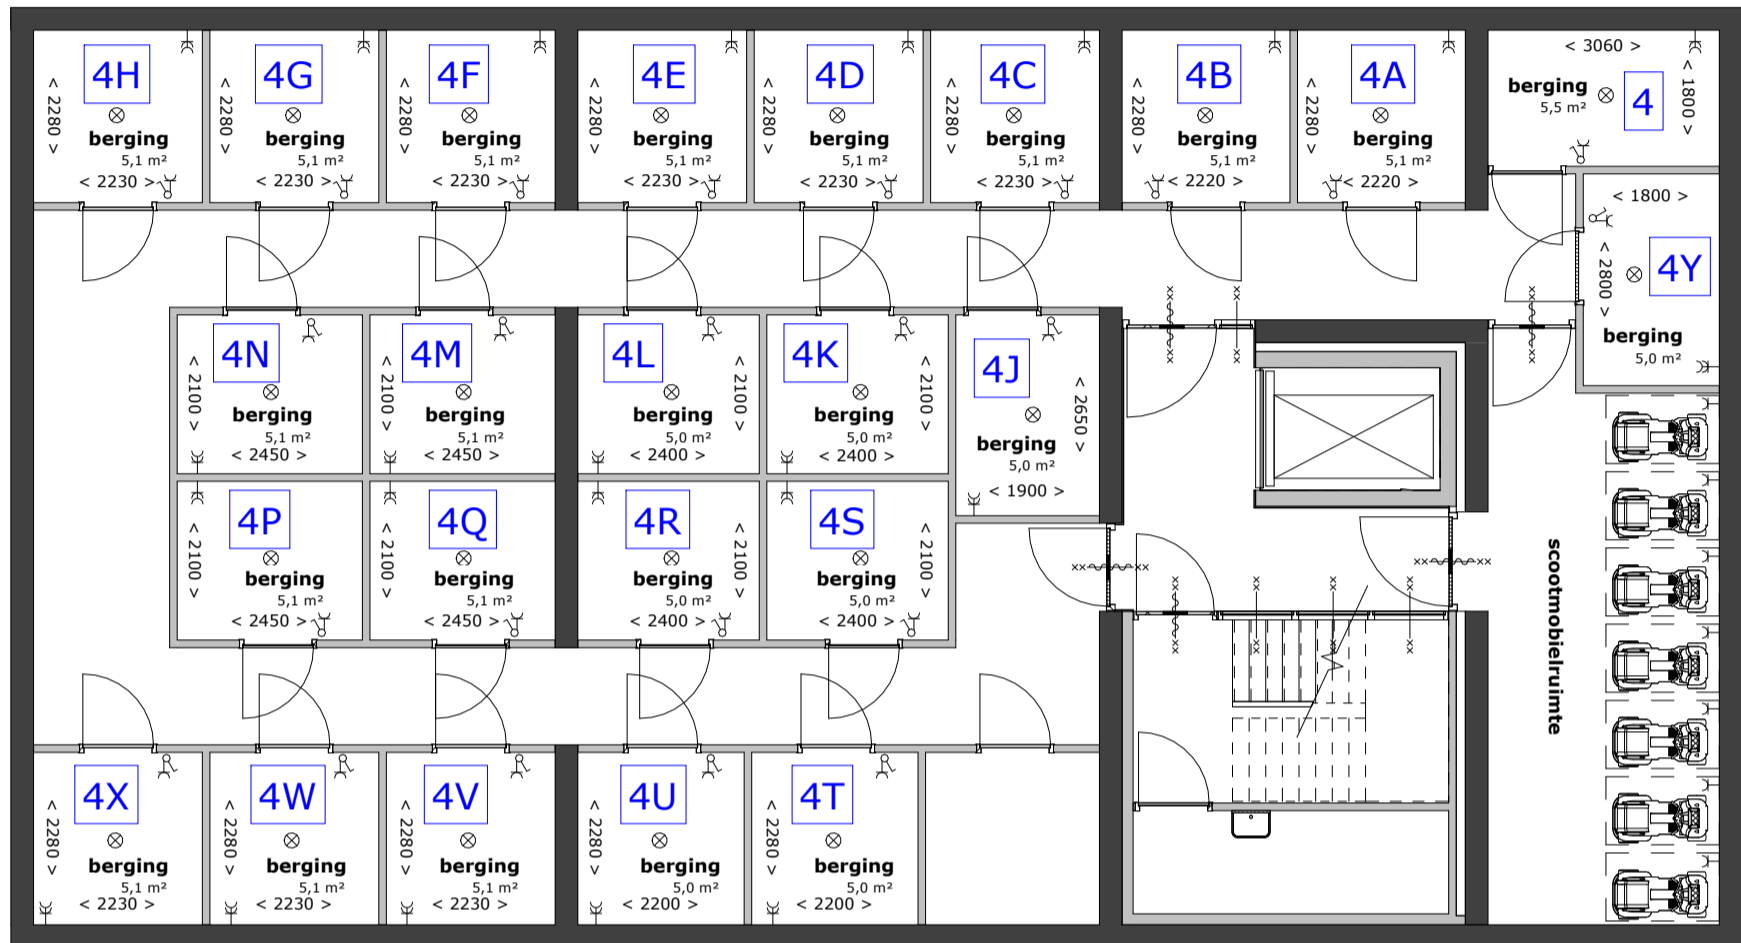 4H
< 2280 >
berging
5,1 m²
< 2230 >
4G
< 2280 >
berging
5,1 m²
< 2230 >
4F
< 2280 >
berging
5,1 m²
< 2230 >
4E
< 2280 >
berging
5,1 m²
< 2230 >
4D
< 2280 >
berging
5,1 m²
< 2230 >
4C
< 2280 >
berging
5,1 m²
< 2230 >
4B
< 2280 >
berging
5,1 m²
< 2220 >
4A
< 2280 >
berging
5,1 m²
< 2220 >
< 3060 >
berging
5,5 m²
4
< 1800 >
< 1800 >
4Y
< 2800 >
berging
5,0 m²
4N
< 2100 >
berging
5,1 m²
< 2450 >
4M
< 2100 >
berging
5,1 m²
< 2450 >
4L
< 2100 >
berging
5,0 m²
< 2400 >
4K
< 2100 >
berging
5,0 m²
< 2400 >
4J
< 2650 >
berging
5,0 m²
< 1900 >
4P
< 2100 >
berging
5,1 m²
< 2450 >
4Q
< 2100 >
berging
5,1 m²
< 2450 >
4R
< 2100 >
berging
5,0 m²
< 2400 >
4S
< 2100 >
berging
5,0 m²
< 2400 >
scootmobielruimte
4X
< 2280 >
berging
5,1 m²
< 2230 >
4W
< 2280 >
berging
5,1 m²
< 2230 >
4V
< 2280 >
berging
5,1 m²
< 2230 >
4U
< 2280 >
berging
5,0 m²
< 2200 >
4T
< 2280 >
berging
5,0 m²
< 2200 >